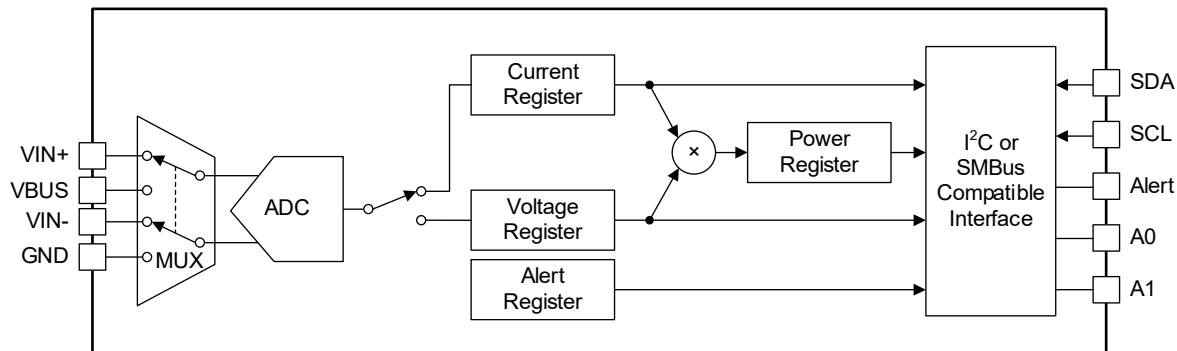 VIN+
VBUS
VIN-
GND
MUX
ADC
Current
Register
Voltage
Register
Alert
Register
×
Power
Register
I²C or
SMBus
Compatible
Interface
SDA
SCL
Alert
A0
A1